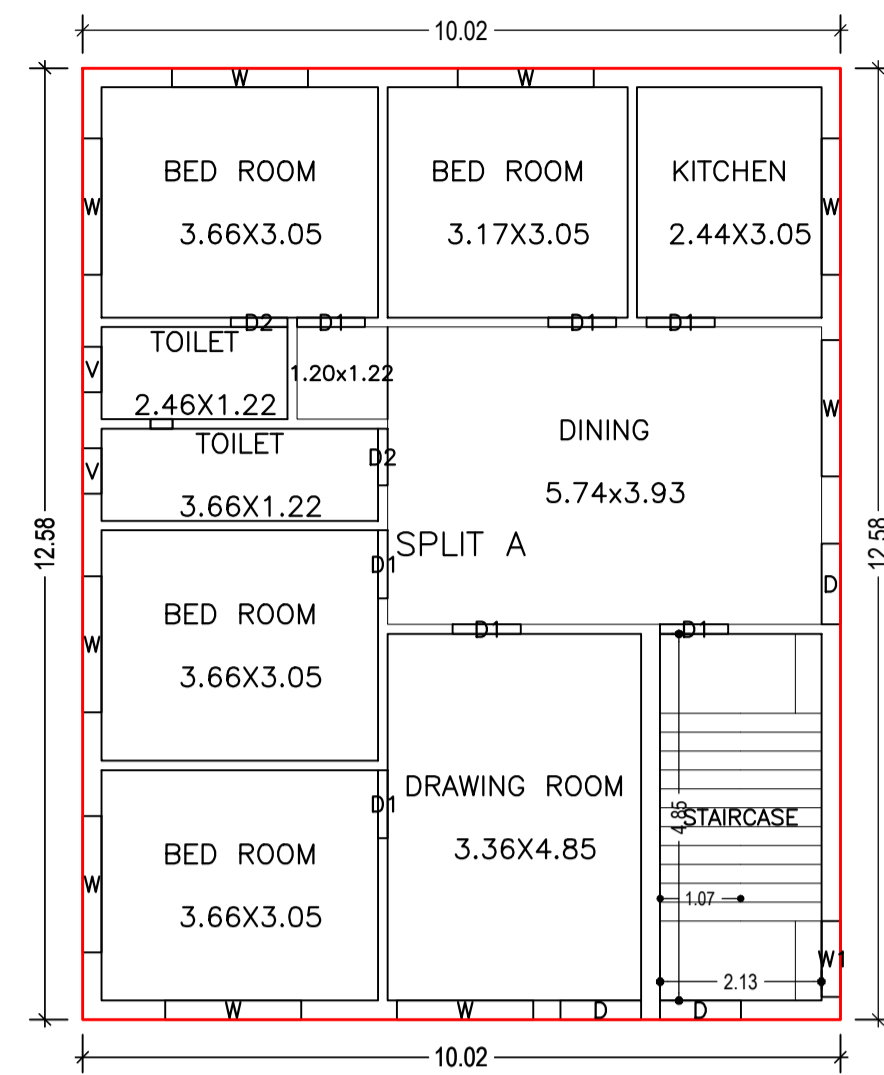 10.02
W W
BED ROOM
3.66X3.05
BED ROOM
3.17X3.05
KITCHEN
2.44X3.05
W
W
D2 D1 D1 D1
TOILET
2.46X1.22
1.20x1.22
V
W
DINING
5.74x3.93
TOILET
3.66X1.22
V
D2
SPLIT A
12.58
12.58
D1
D
BED ROOM
3.66X3.05
W
D1 D1
DRAWING ROOM
3.36X4.85
4.85
STAIRCASE
D1
BED ROOM
3.66X3.05
W
1.07
W1
2.13
W W D D
10.02